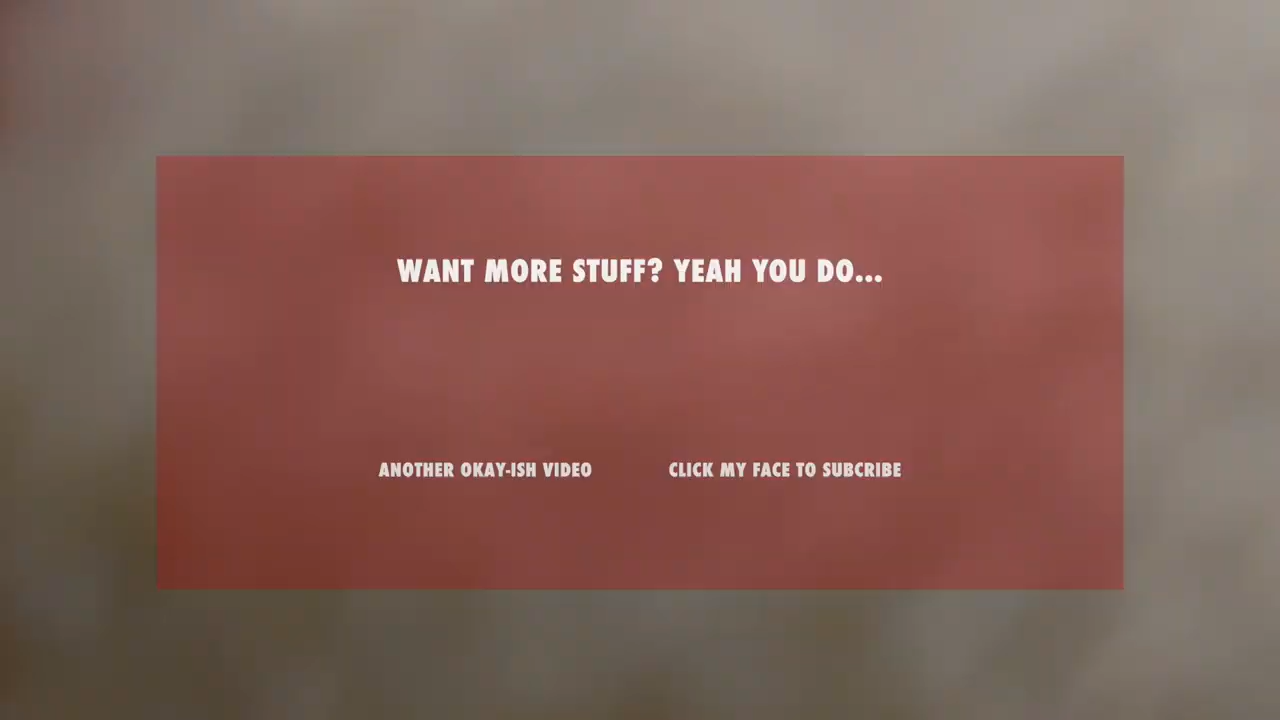 WANT MORE STUFF? YEAH YOU DO...
ANOTHER OKAY-ISH VIDEO
CLICK MY FACE TO SUBCRIBE